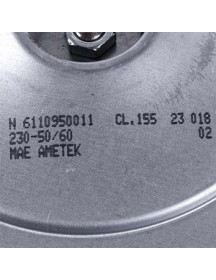 N 6110950011 CL.155 23 018
230-50/60 02
MAE AMETEK